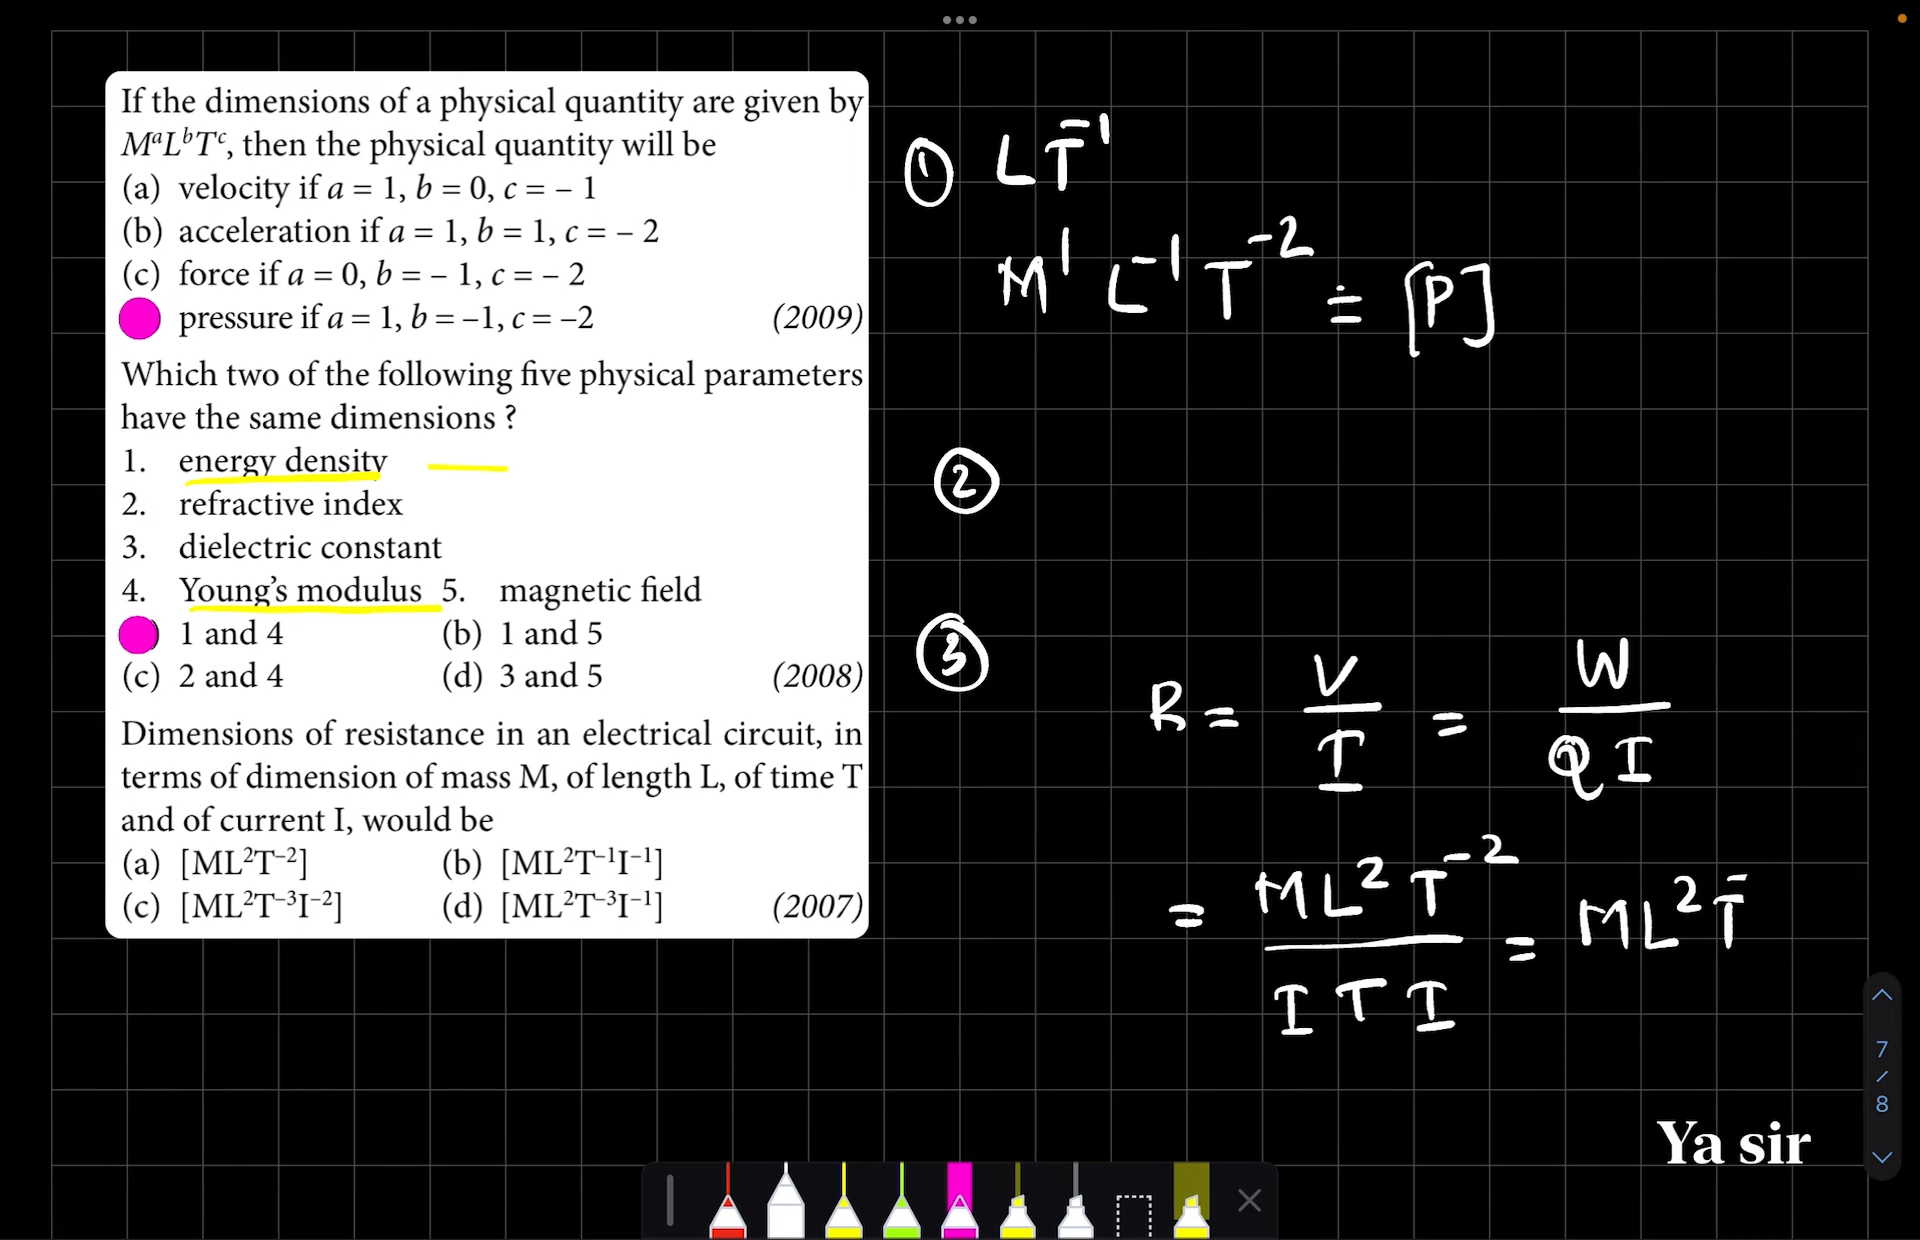 If the dimensions of a physical quantity are given by
MᵃLᵇTᶜ, then the physical quantity will be
(a) velocity if a = 1, b = 0, c = – 1
(b) acceleration if a = 1, b = 1, c = – 2
(c) force if a = 0, b = – 1, c = – 2
pressure if a = 1, b = –1, c = –2 (2009)
Which two of the following five physical parameters
have the same dimensions ?
1. energy density
2. refractive index
3. dielectric constant
4. Young’s modulus 5. magnetic field
) 1 and 4 (b) 1 and 5
(c) 2 and 4 (d) 3 and 5 (2008)
Dimensions of resistance in an electrical circuit, in
terms of dimension of mass M, of length L, of time T
and of current I, would be
(a) [ML²T⁻²] (b) [ML²T⁻¹I⁻¹]
(c) [ML²T⁻³I⁻²] (d) [ML²T⁻³I⁻¹] (2007)
① L T⁻¹
M¹ L⁻¹ T⁻² = [P]
②
③
R = V/I = W/QI
= ML²T⁻²/ITI = ML²T⁻
7
/
8
Ya sir